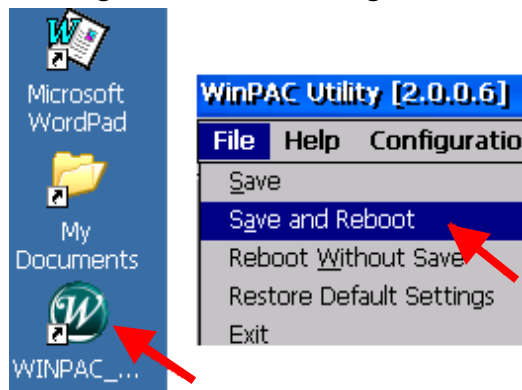 Microsoft
WordPad
My
Documents
WINPAC_...
WinPAC Utility [2.0.0.6]
File Help Configuratio
Save
Save and Reboot
Reboot Without Save
Restore Default Settings
Exit